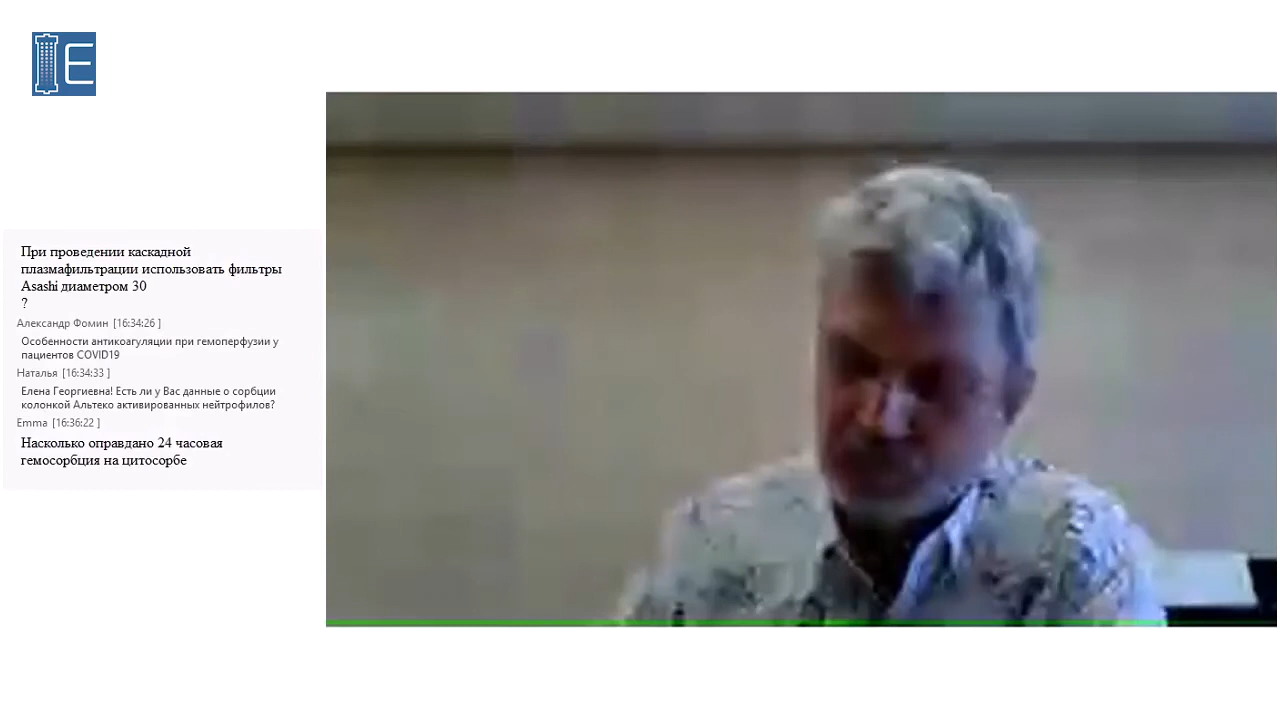 E
При проведении каскадной
плазмафильтрации использовать фильтры
Asashi диаметром 30
?
Александр Фомин [16:34:26 ]
Особенности антикоагуляции при гемоперфузии у
пациентов COVID19
Наталья [16:34:33 ]
Елена Георгиевна! Есть ли у Вас данные о сорбции
колонкой Альтеко активированных нейтрофилов?
Emma [16:36:22 ]
Насколько оправдано 24 часовая
гемосорбция на цитосорбе